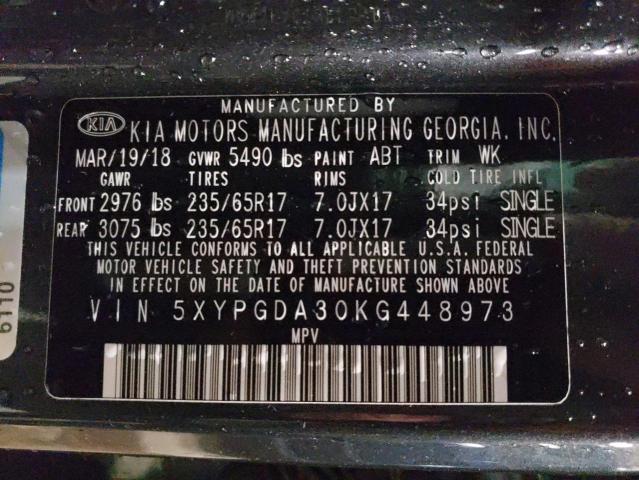 MANUFACTURED BY
KIA KIA MOTORS MANUFACTURING GEORGIA, INC.
MAR/19/18 GVWR 5490 lbs PAINT ABT TRIM WK
GAWR TIRES RIMS COLD TIRE INFL
FRONT 2976 lbs 235/65R17 7.0JX17 34psi SINGLE
REAR 3075 lbs 235/65R17 7.0JX17 34psi SINGLE
THIS VEHICLE CONFORMS TO ALL APPLICABLE U.S.A. FEDERAL
MOTOR VEHICLE SAFETY AND THEFT PREVENTION STANDARDS
IN EFFECT ON THE DATE OF MANUFACTURE SHOWN ABOVE
VIN 5XYPGDA30KG448973
MPV
6110